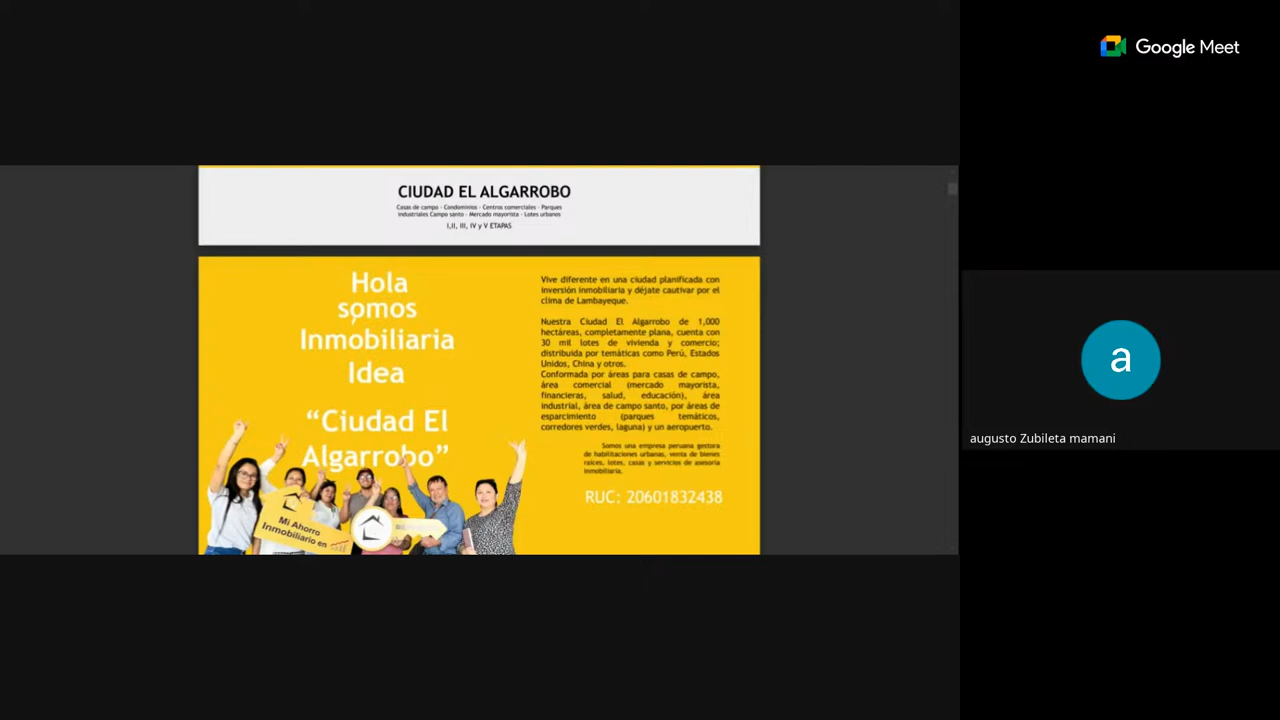 Google Meet
CIUDAD EL ALGARROBO
Casas de campo - Condominios - Centros comerciales - Parques
industriales Campo santo - Mercado mayorista - Lotes urbanos
I,II, III, IV y V ETAPAS
Hola
somos
Inmobiliaria
Idea
“Ciudad El
Algarrobo”
Vive diferente en una ciudad planificada con
inversión inmobiliaria y déjate cautivar por el
clima de Lambayeque.
Nuestra Ciudad El Algarrobo de 1,000
hectáreas, completamente plana, cuenta con
30 mil lotes de vivienda y comercio;
distribuida por temáticas como Perú, Estados
Unidos, China y otros.
Conformada por áreas para casas de campo,
área comercial (mercado mayorista,
financieras, salud, educación), área
industrial, área de campo santo, por áreas de
esparcimiento (parques temáticos,
corredores verdes, laguna) y un aeropuerto.
Somos una empresa peruana gestora
de habilitaciones urbanas, venta de bienes
raíces, lotes, casas y servicios de asesoría
inmobiliaria.
RUC: 20601832438
Mi Ahorro
Inmobiliario en
a
augusto Zubileta mamani